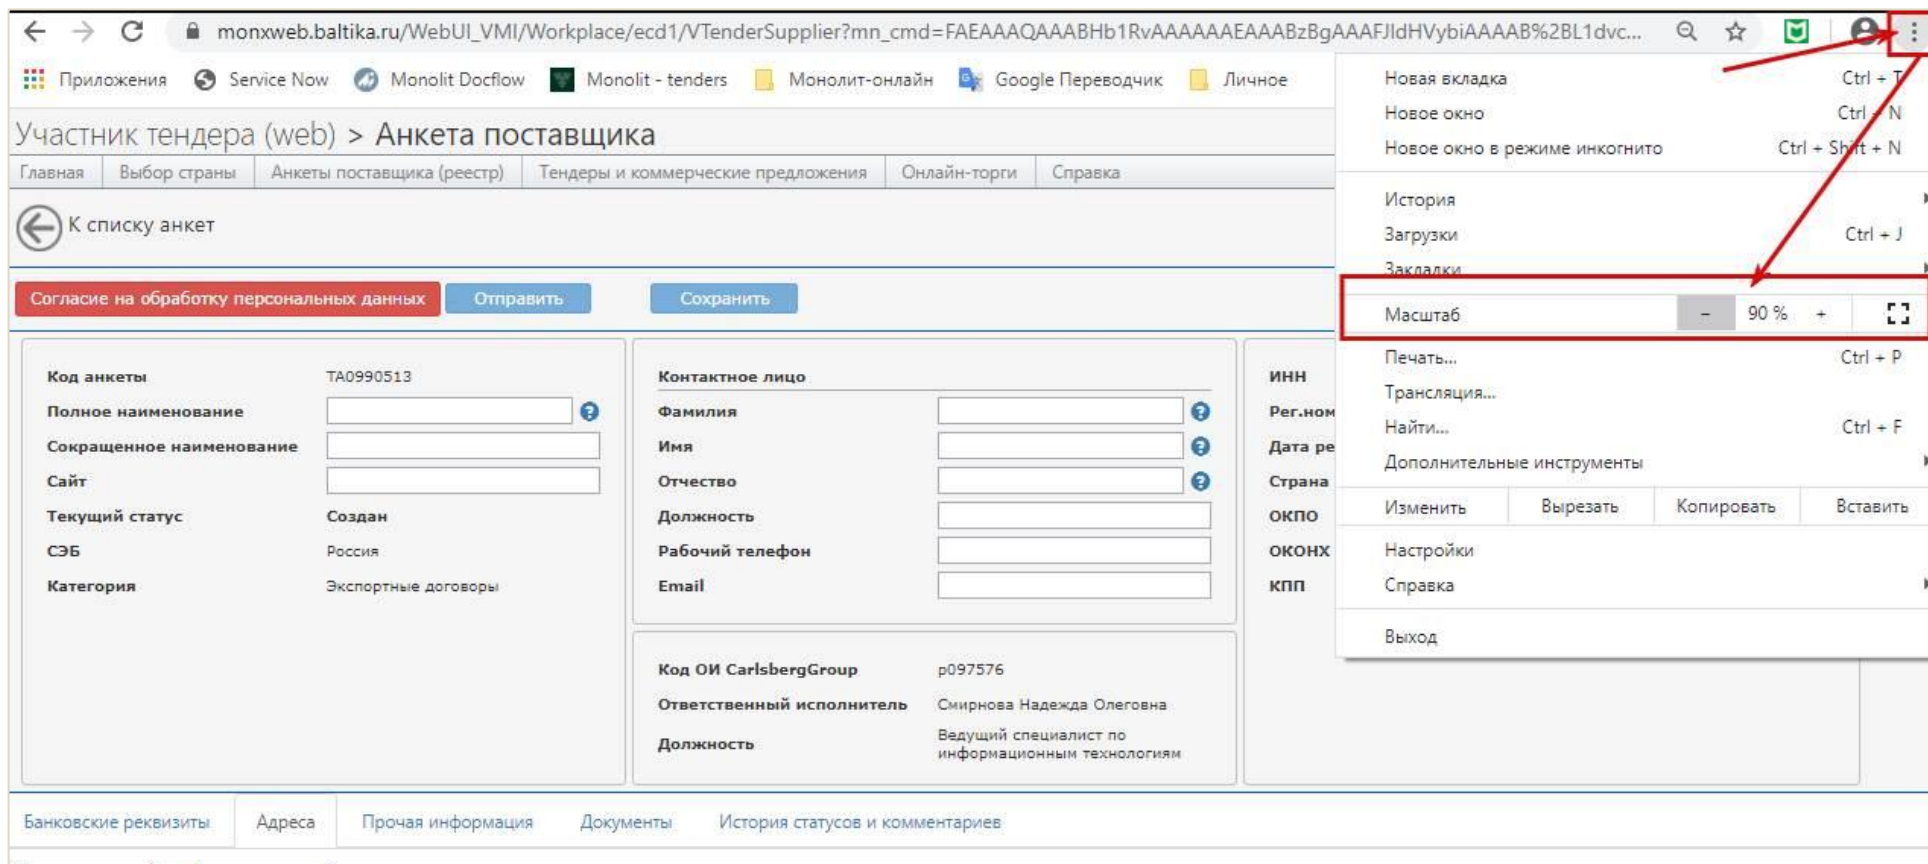 monxweb.baltika.ru/WebUI_VMI/Workplace/ecd1/VTenderSupplier?mn_cmd=FAEAAAQAAABHb1RvAAAAAAEAAABzBgAAAFJldHVybiAAAAB%2BL1dvc...
Приложения Service Now Monolit Docflow Monolit - tenders Монолит-онлайн Google Переводчик Личное
Участник тендера (web) > Анкета поставщика
Главная Выбор страны Анкеты поставщика (реестр) Тендеры и коммерческие предложения Онлайн-торги Справка
К списку анкет
Согласие на обработку персональных данных Отправить Сохранить
Код анкеты TA0990513
Полное наименование
Сокращенное наименование
Сайт
Текущий статус Создан
СЭБ Россия
Категория Экспортные договоры
Контактное лицо
Фамилия
Имя
Отчество
Должность
Рабочий телефон
Email
Код ОИ CarlsbergGroup p097576
Ответственный исполнитель Смирнова Надежда Олеговна
Должность Ведущий специалист по
информационным технологиям
ИНН
Рег.ном
Дата ре
Страна
ОКПО
ОКОНХ
КПП
Новая вкладка Ctrl + T
Новое окно Ctrl + N
Новое окно в режиме инкогнито Ctrl + Shift + N
История
Загрузки Ctrl + J
Закладки
Масштаб - 90 % +
Печать... Ctrl + P
Трансляция...
Найти... Ctrl + F
Дополнительные инструменты
Изменить Вырезать Копировать Вставить
Настройки
Справка
Выход
Банковские реквизиты Адреса Прочая информация Документы История статусов и комментариев